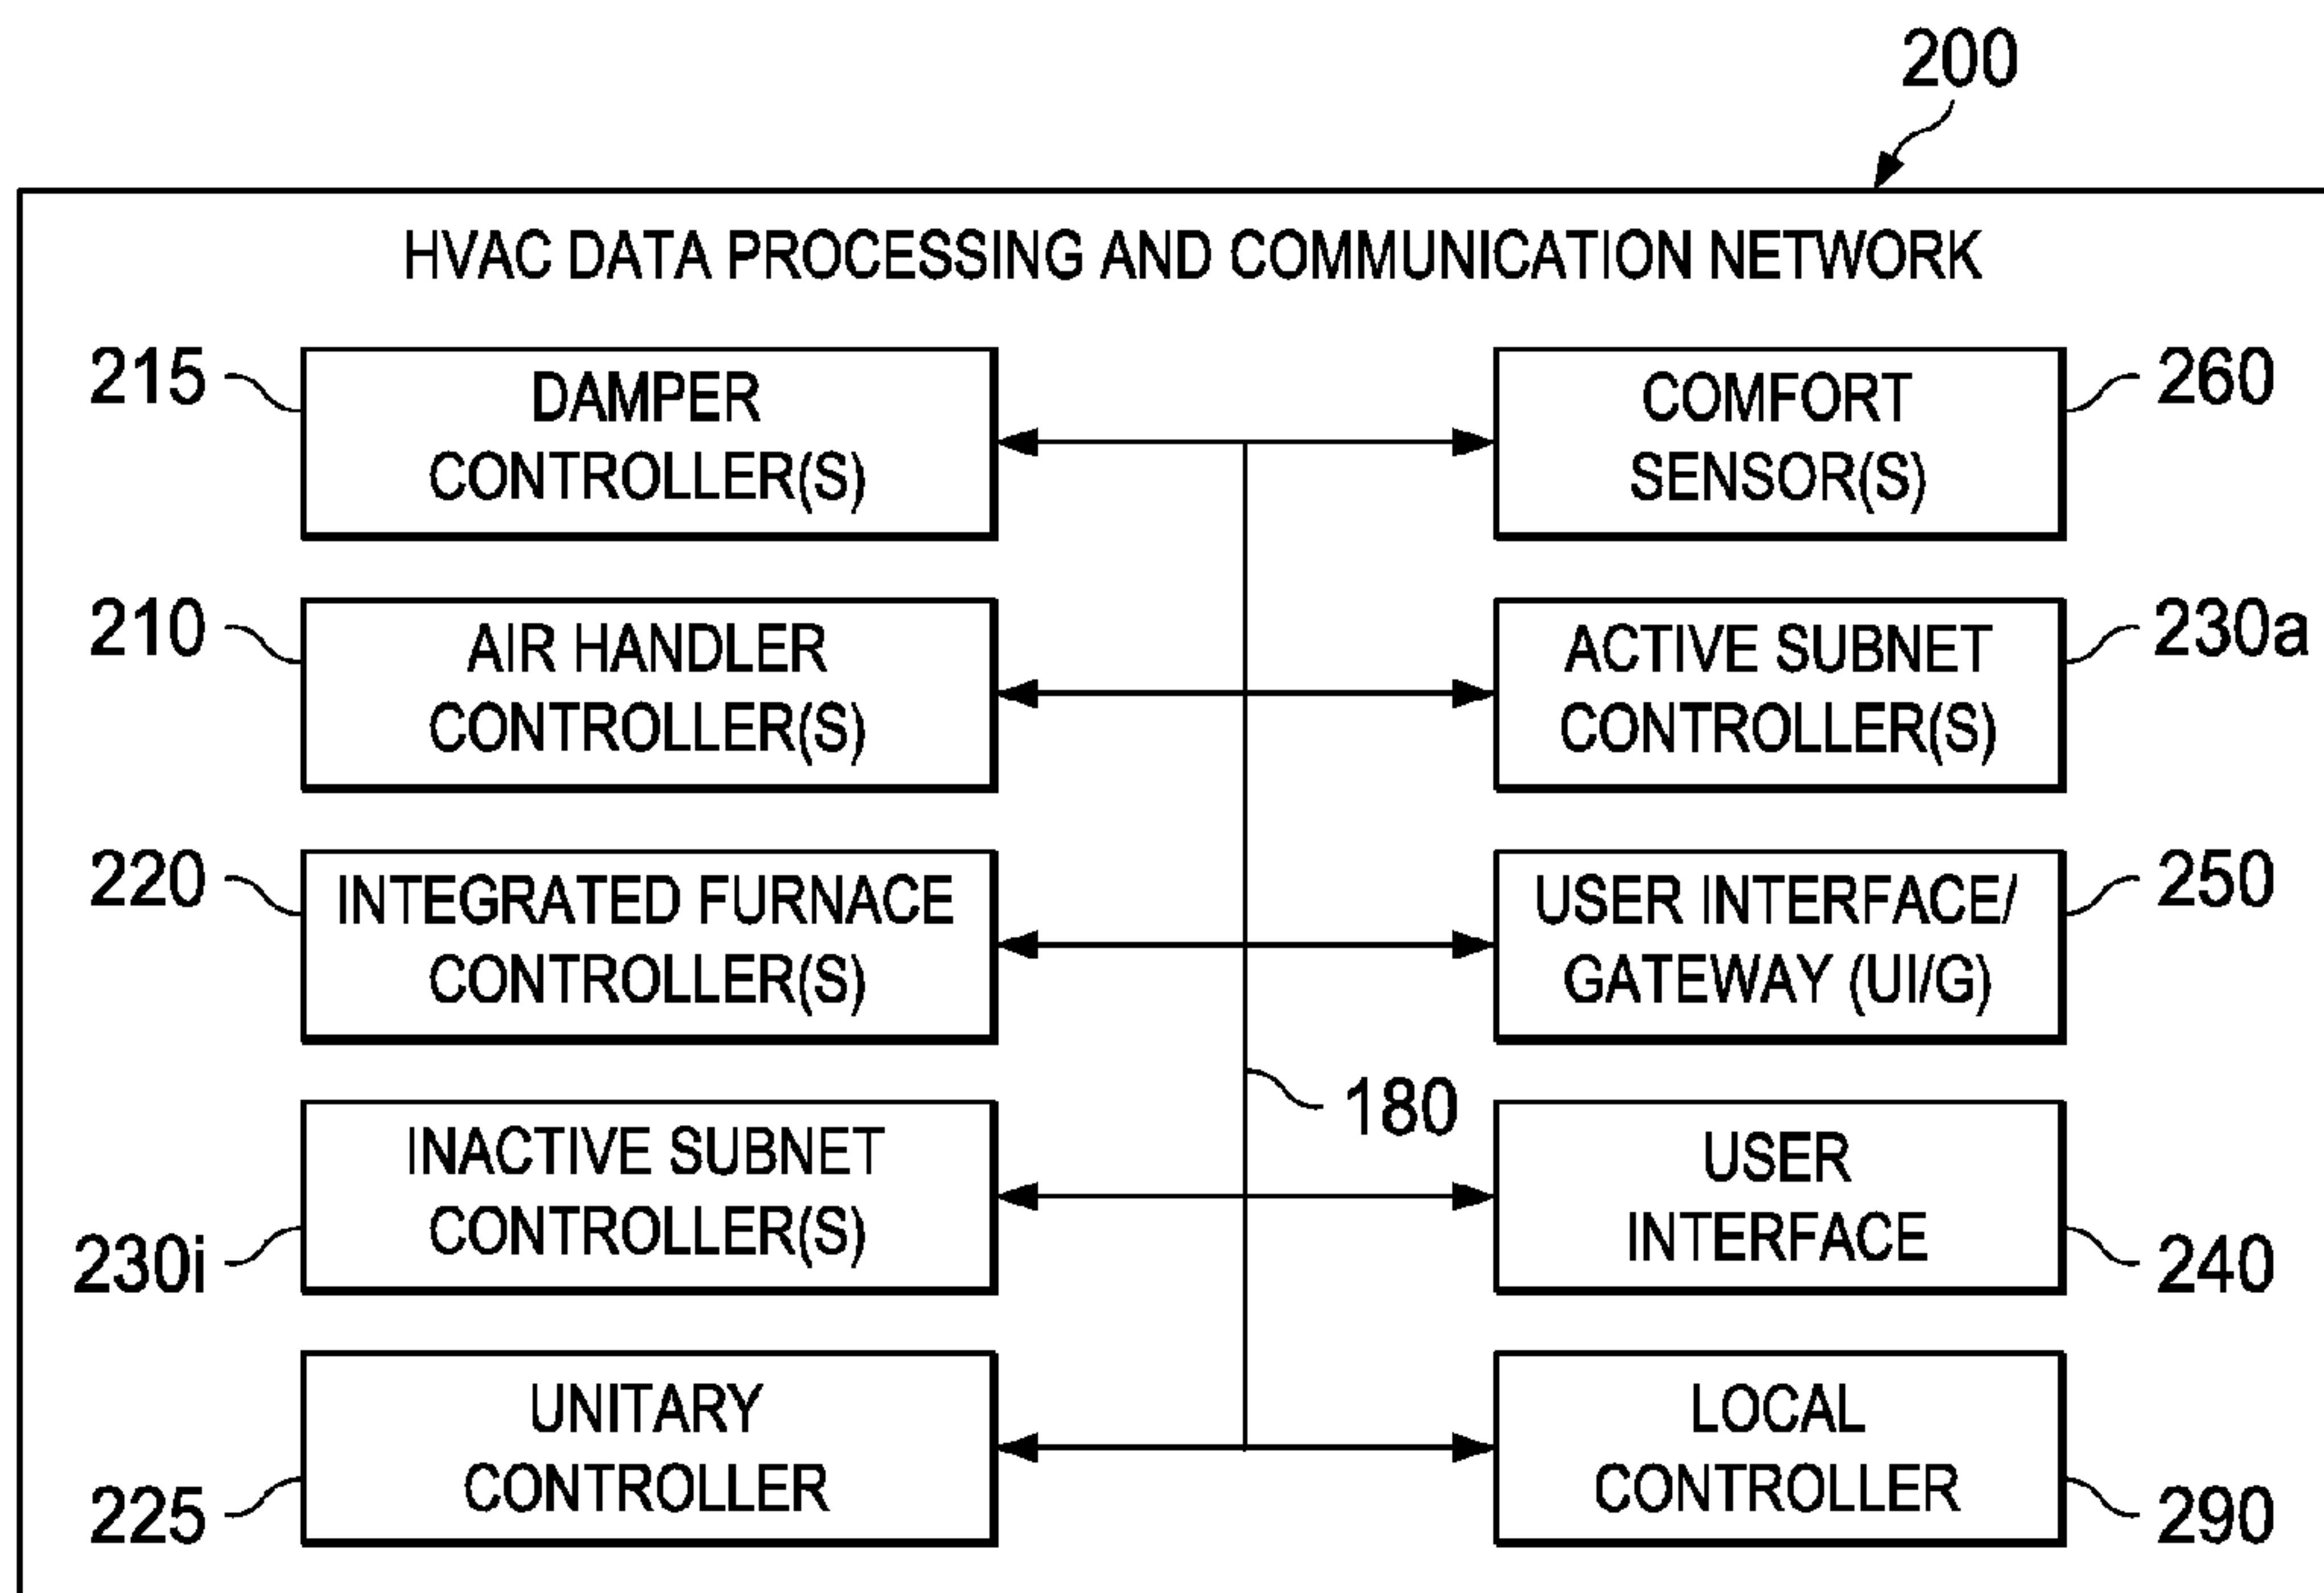 200
HVAC DATA PROCESSING AND COMMUNICATION NETWORK
215
DAMPER
CONTROLLER(S)
COMFORT
SENSOR(S)
260
210
AIR HANDLER
CONTROLLER(S)
ACTIVE SUBNET
CONTROLLER(S)
230a
220
INTEGRATED FURNACE
CONTROLLER(S)
USER INTERFACE/
GATEWAY (UI/G)
250
180
INACTIVE SUBNET
CONTROLLER(S)
230i
USER
INTERFACE
240
UNITARY
CONTROLLER
225
LOCAL
CONTROLLER
290